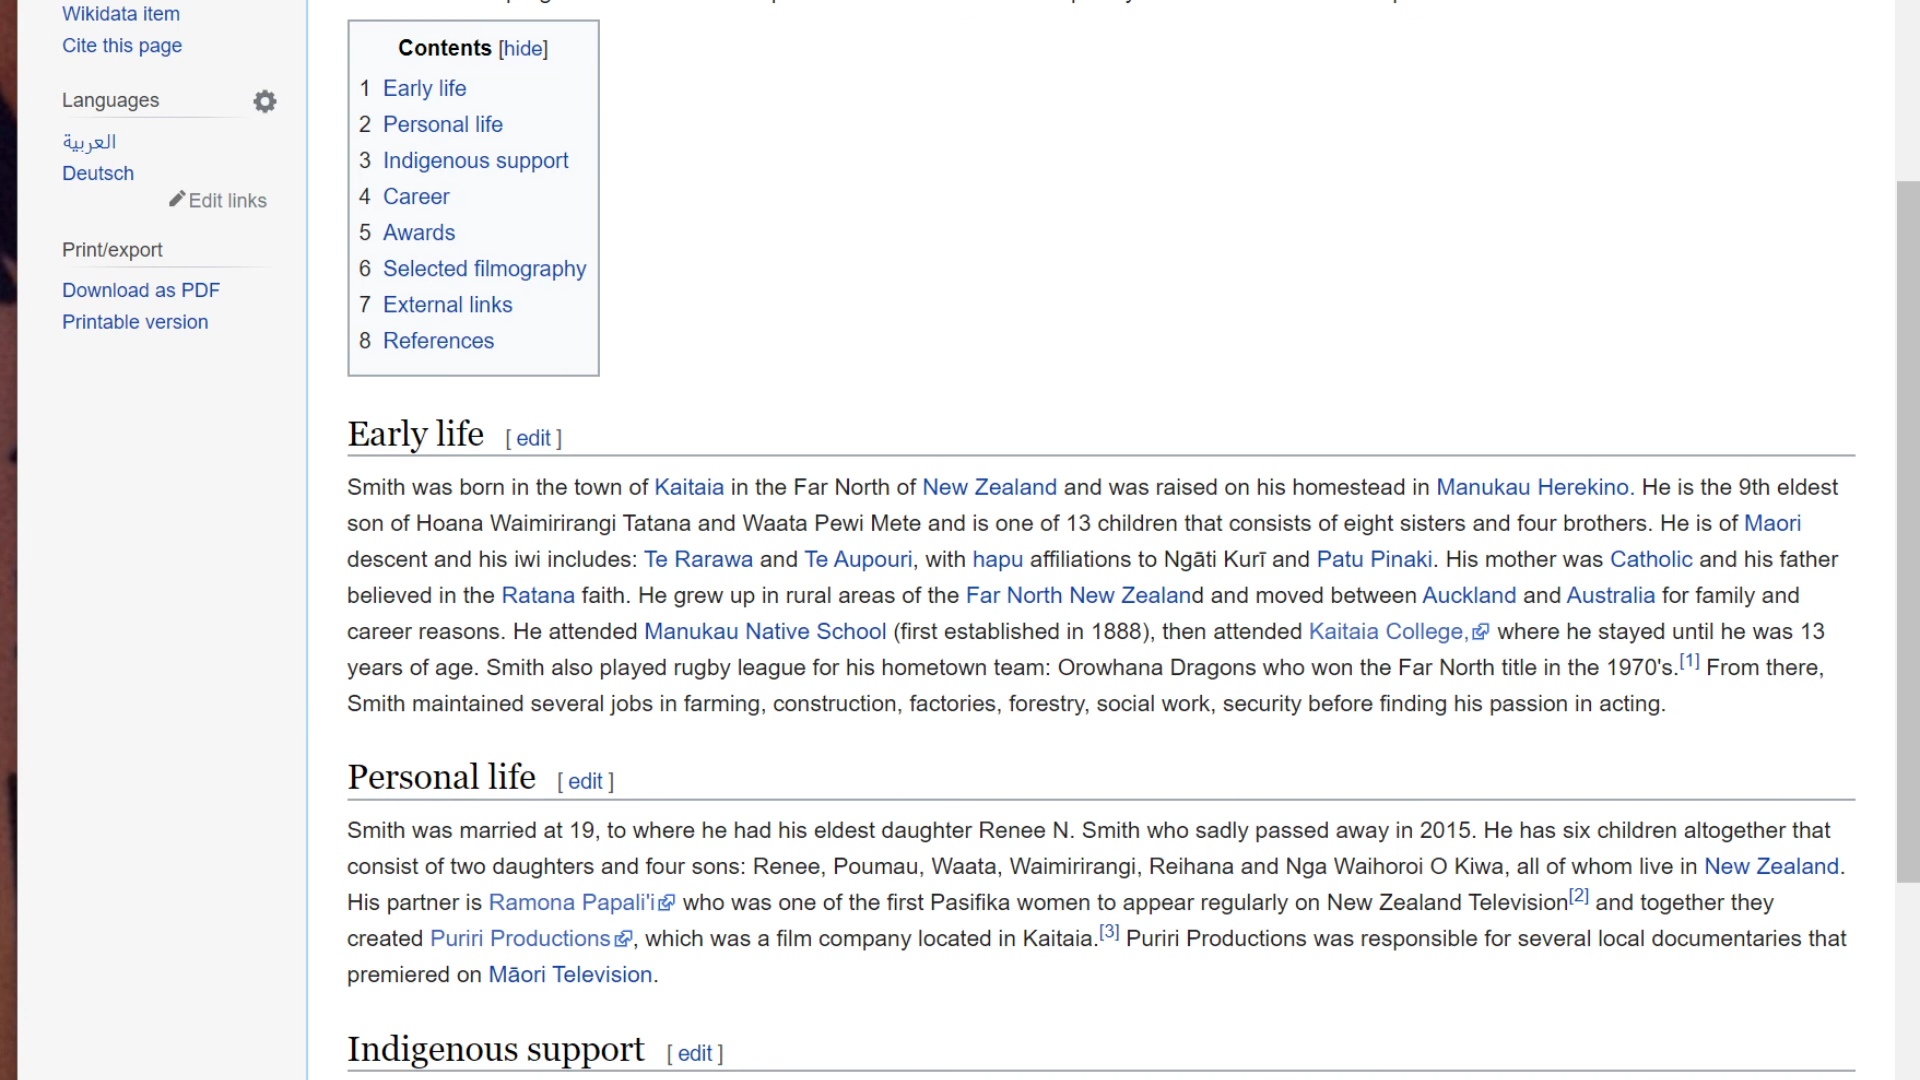 Wikidata item
Cite this page
Languages
العربية
Deutsch
Edit links
Print/export
Download as PDF
Printable version
Contents [hide]
1 Early life
2 Personal life
3 Indigenous support
4 Career
5 Awards
6 Selected filmography
7 External links
8 References
Early life [ edit ]
Smith was born in the town of Kaitaia in the Far North of New Zealand and was raised on his homestead in Manukau Herekino. He is the 9th eldest
son of Hoana Waimirirangi Tatana and Waata Pewi Mete and is one of 13 children that consists of eight sisters and four brothers. He is of Maori
descent and his iwi includes: Te Rarawa and Te Aupouri, with hapu affiliations to Ngāti Kurī and Patu Pinaki. His mother was Catholic and his father
believed in the Ratana faith. He grew up in rural areas of the Far North New Zealand and moved between Auckland and Australia for family and
career reasons. He attended Manukau Native School (first established in 1888), then attended Kaitaia College, where he stayed until he was 13
years of age. Smith also played rugby league for his hometown team: Orowhana Dragons who won the Far North title in the 1970's.[1] From there,
Smith maintained several jobs in farming, construction, factories, forestry, social work, security before finding his passion in acting.
Personal life [ edit ]
Smith was married at 19, to where he had his eldest daughter Renee N. Smith who sadly passed away in 2015. He has six children altogether that
consist of two daughters and four sons: Renee, Poumau, Waata, Waimirirangi, Reihana and Nga Waihoroi O Kiwa, all of whom live in New Zealand.
His partner is Ramona Papali'i who was one of the first Pasifika women to appear regularly on New Zealand Television[2] and together they
created Puriri Productions, which was a film company located in Kaitaia.[3] Puriri Productions was responsible for several local documentaries that
premiered on Māori Television.
Indigenous support [ edit ]